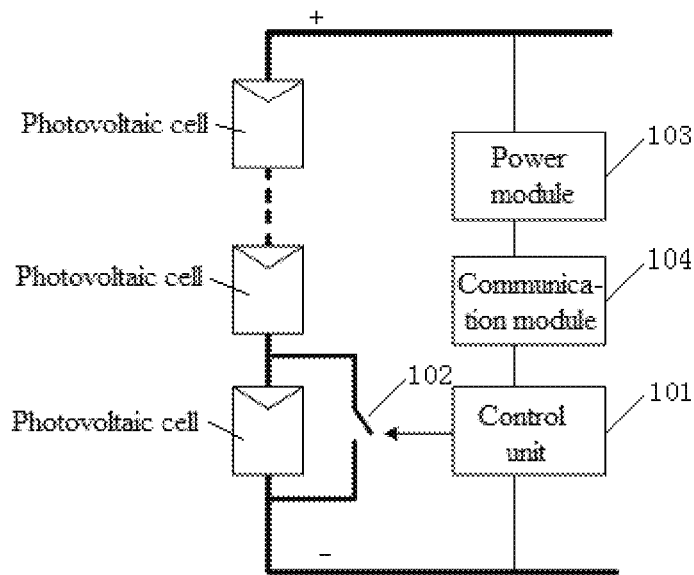 +
Photovoltaic cell
Power
module
103
Photovoltaic cell
Communica-
tion module
104
102
Photovoltaic cell
Control
unit
101
−